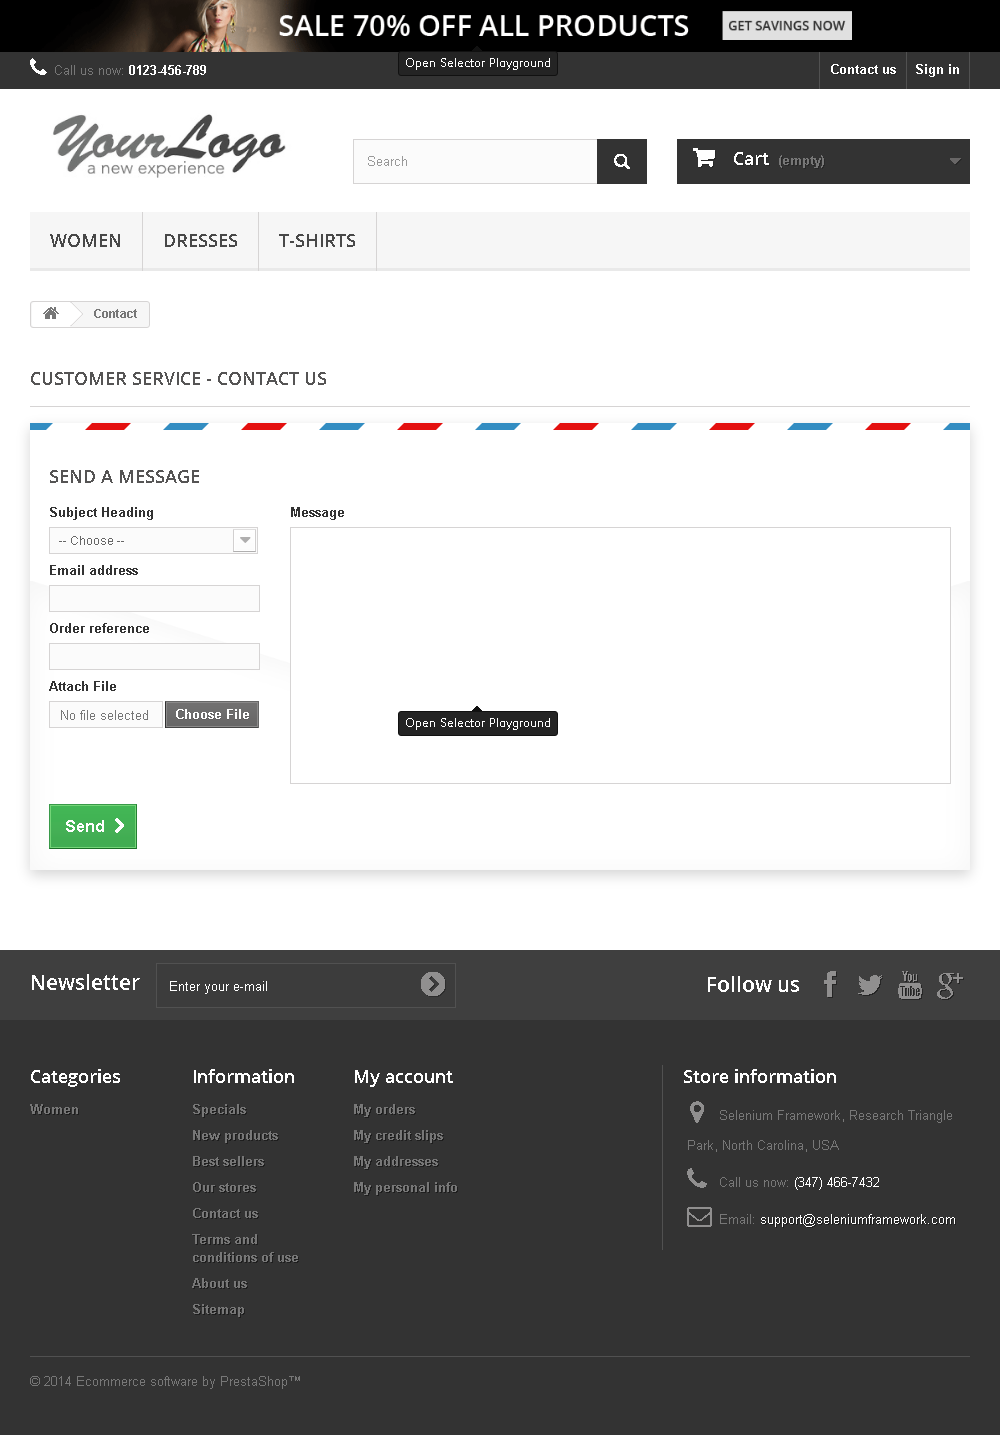 SALE 70% OFF ALL PRODUCTS
GET SAVINGS NOW
Open Selector Playground
Call us now: 0123-456-789
Contact us
Sign in
YourLogo
a new experience
Search
Cart (empty)
WOMEN
DRESSES
T-SHIRTS
Contact
CUSTOMER SERVICE - CONTACT US
SEND A MESSAGE
Subject Heading
-- Choose --
Email address
Order reference
Attach File
No file selected
Choose File
Message
Open Selector Playground
Send
Newsletter
Enter your e-mail
Follow us
You
Tube
g+
Categories
Women
Information
Specials
New products
Best sellers
Our stores
Contact us
Terms and
conditions of use
About us
Sitemap
My account
My orders
My credit slips
My addresses
My personal info
Store information
Selenium Framework, Research Triangle
Park, North Carolina, USA
Call us now: (347) 466-7432
Email: support@seleniumframework.com
© 2014 Ecommerce software by PrestaShop™